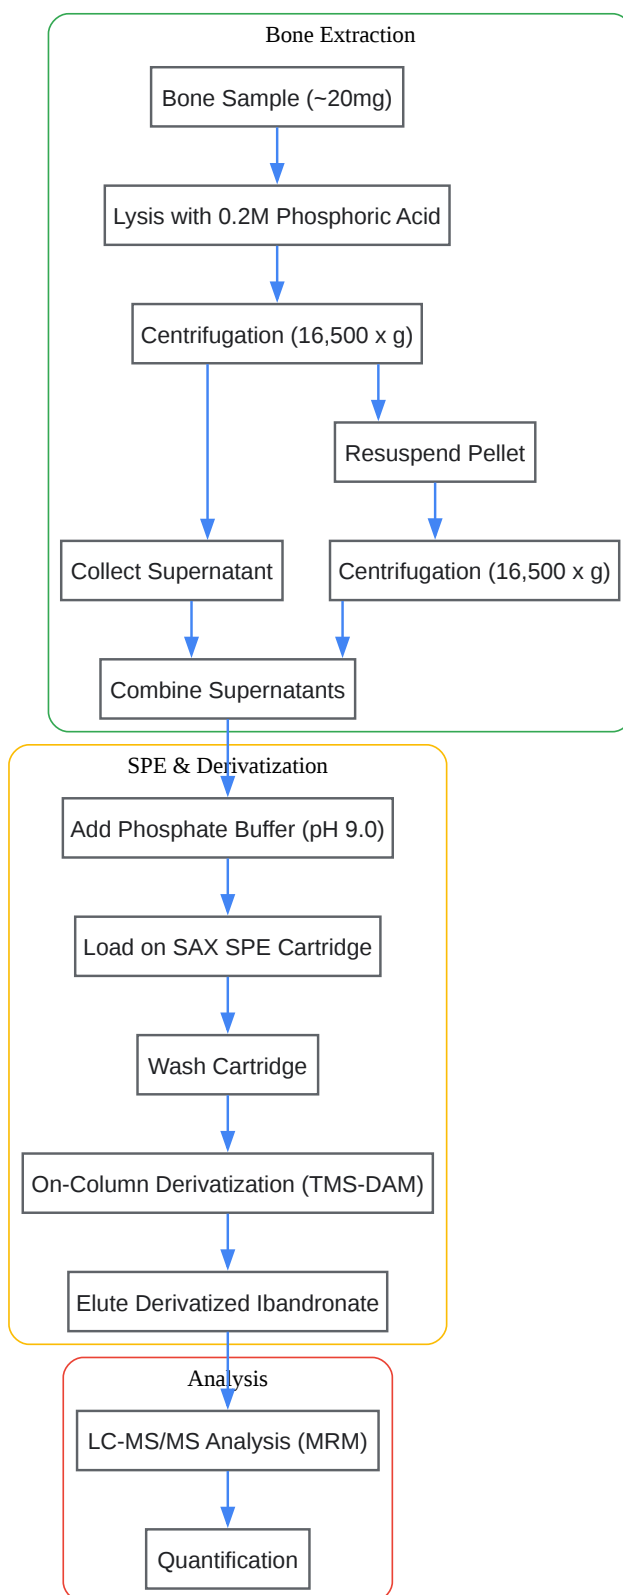 Bone Extraction
Bone Sample (~20mg)
Lysis with 0.2M Phosphoric Acid
Centrifugation (16,500 x g)
Resuspend Pellet
Collect Supernatant
Centrifugation (16,500 x g)
Combine Supernatants
SPE & Derivatization
Add Phosphate Buffer (pH 9.0)
Load on SAX SPE Cartridge
Wash Cartridge
On-Column Derivatization (TMS-DAM)
Elute Derivatized Ibandronate
Analysis
LC-MS/MS Analysis (MRM)
Quantification